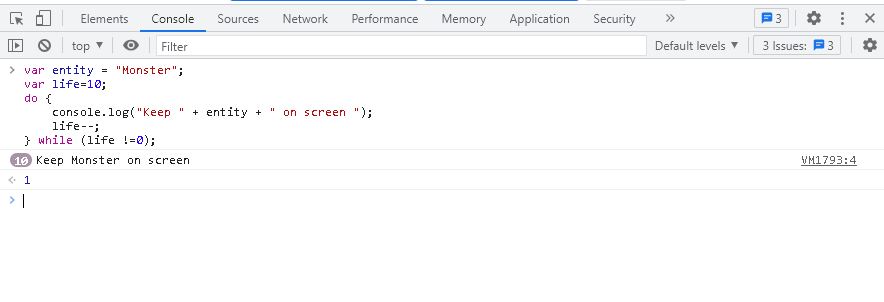 Elements Console Sources Network Performance Memory Application Security » 3
top Filter Default levels 3 Issues: 3
var entity = "Monster";
var life=10;
do {
console.log("Keep " + entity + " on screen ");
life--;
} while (life !=0);
10 Keep Monster on screen VM1793:4
1